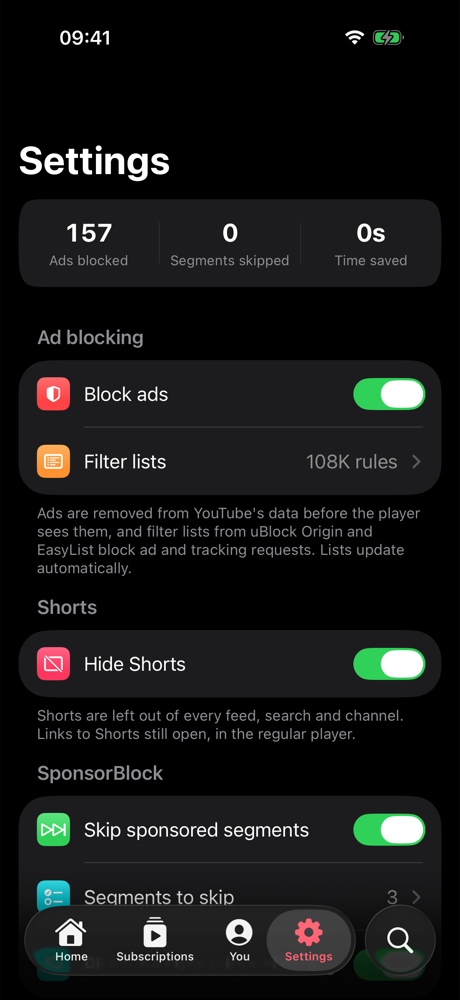 09:41
Settings
157
Ads blocked
0
Segments skipped
0s
Time saved
Ad blocking
Block ads
Filter lists
108K rules
Ads are removed from YouTube's data before the player
sees them, and filter lists from uBlock Origin and
EasyList block ad and tracking requests. Lists update
automatically.
Shorts
Hide Shorts
Shorts are left out of every feed, search and channel.
Links to Shorts still open, in the regular player.
SponsorBlock
Skip sponsored segments
Segments to skip
3
Home
Subscriptions
You
Settings